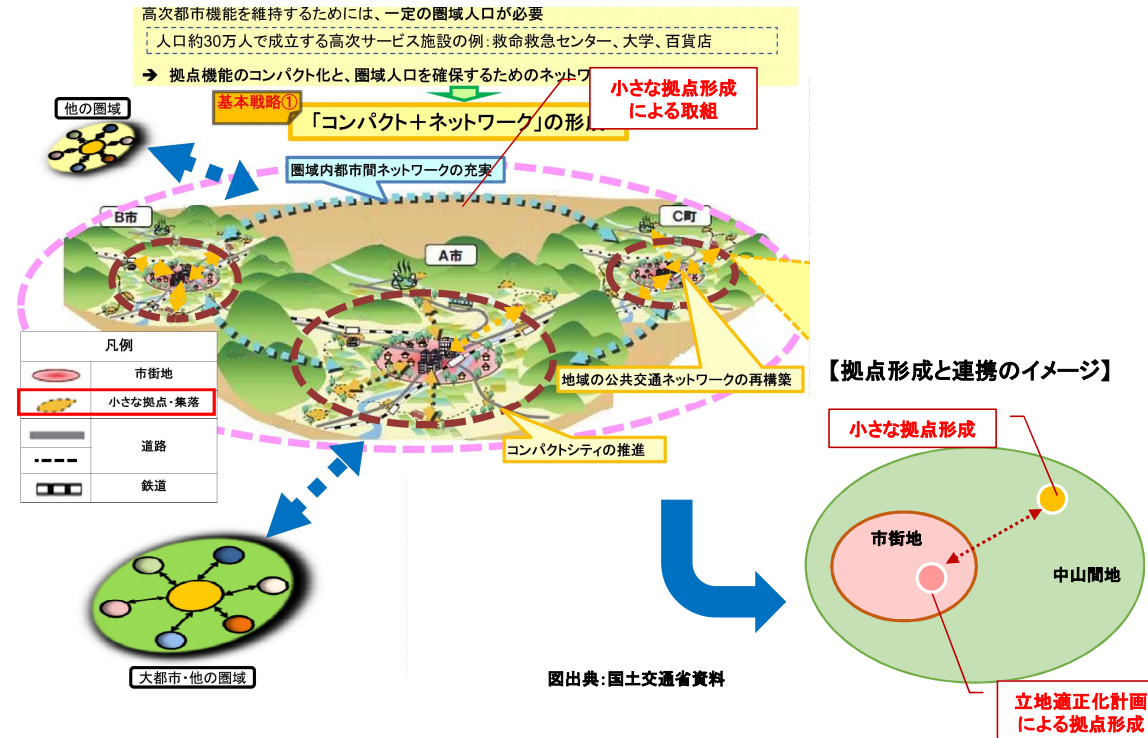 高次都市機能を維持するためには、一定の圏域人口が必要
人口約30万人で成立する高次サービス施設の例:救命救急センター、大学、百貨店
➔ 拠点機能のコンパクト化と、圏域人口を確保するためのネットワ
小さな拠点形成
による取組
基本戦略①
「コンパクト+ネットワーク」の形成
他の圏域
圏域内都市間ネットワークの充実
B市
C町
A市
凡例
市街地
小さな拠点・集落
道路
鉄道
地域の公共交通ネットワークの再構築
コンパクトシティの推進
【拠点形成と連携のイメージ】
小さな拠点形成
市街地
中山間地
大都市・他の圏域
図出典:国土交通省資料
立地適正化計画
による拠点形成